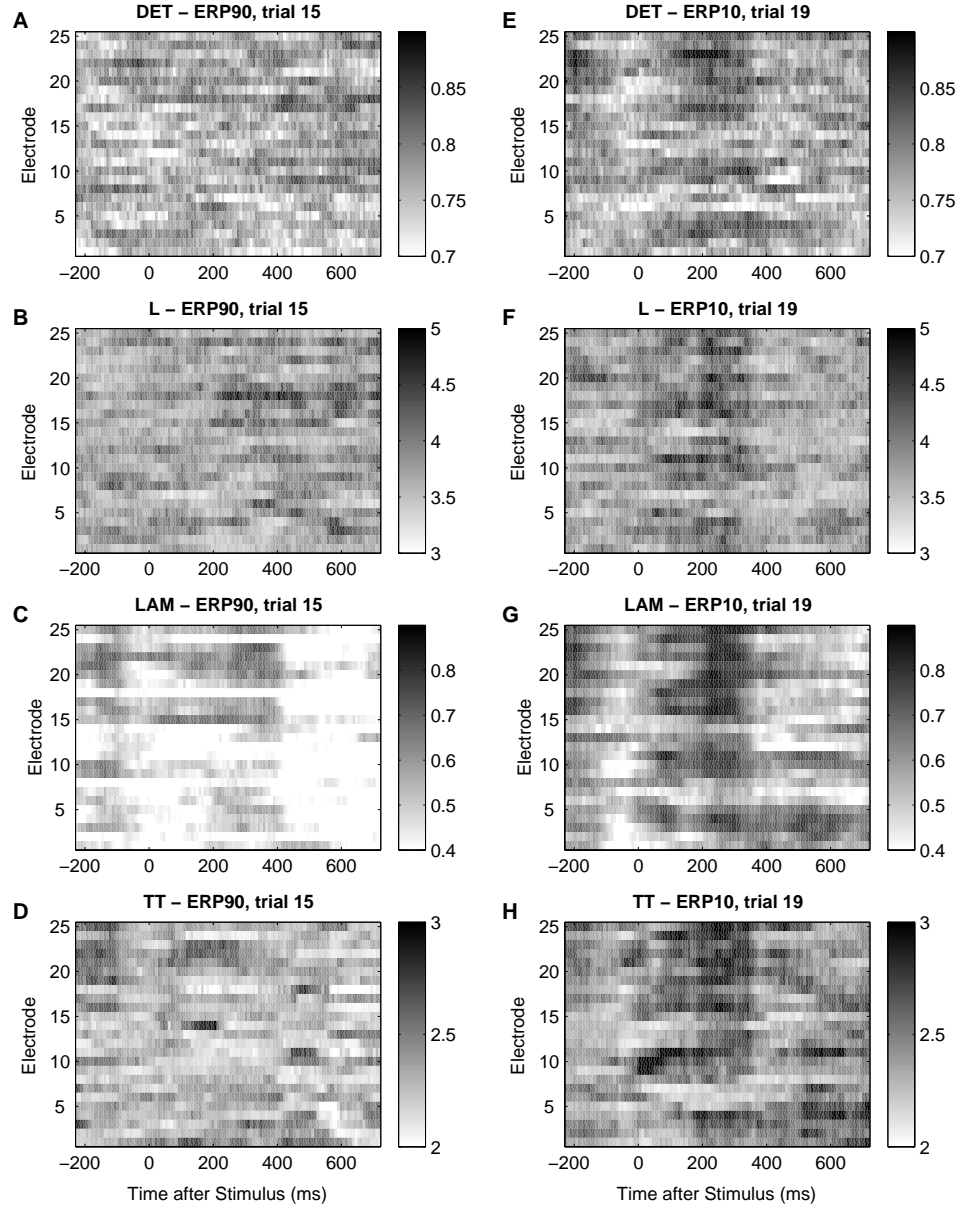 A
DET − ERP90, trial 15
Electrode
25
20
15
10
5
−200 0 200 400 600
0.85
0.8
0.75
0.7
E
DET − ERP10, trial 19
Electrode
25
20
15
10
5
−200 0 200 400 600
0.85
0.8
0.75
0.7
B
L − ERP90, trial 15
Electrode
25
20
15
10
5
−200 0 200 400 600
5
4.5
4
3.5
3
F
L − ERP10, trial 19
Electrode
25
20
15
10
5
−200 0 200 400 600
5
4.5
4
3.5
3
C
LAM − ERP90, trial 15
Electrode
25
20
15
10
5
−200 0 200 400 600
0.8
0.7
0.6
0.5
0.4
G
LAM − ERP10, trial 19
Electrode
25
20
15
10
5
−200 0 200 400 600
0.8
0.7
0.6
0.5
0.4
D
TT − ERP90, trial 15
Electrode
25
20
15
10
5
−200 0 200 400 600
Time after Stimulus (ms)
3
2.5
2
H
TT − ERP10, trial 19
Electrode
25
20
15
10
5
−200 0 200 400 600
Time after Stimulus (ms)
3
2.5
2